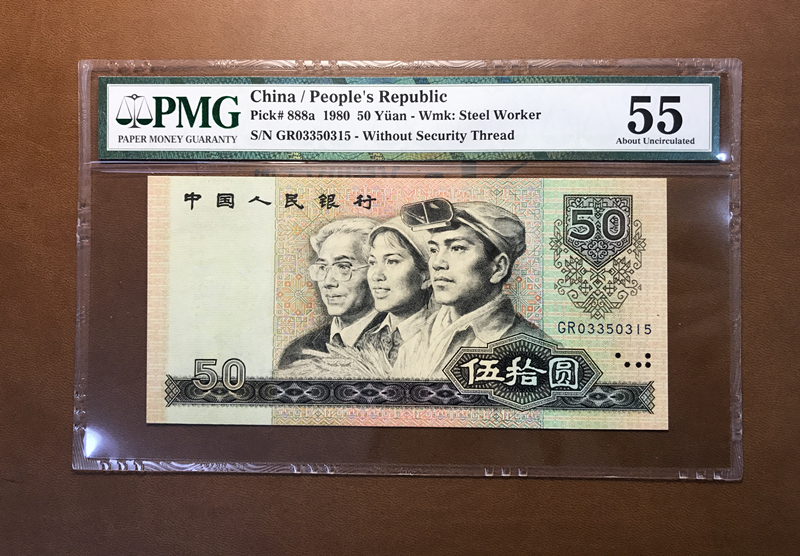 PMG
PAPER MONEY GUARANTY
China / People's Republic
Pick# 888a 1980 50 Yüan - Wmk: Steel Worker
S/N GR03350315 - Without Security Thread
55
About Uncirculated
中国人民银行
50
GR03350315
50
伍拾圆